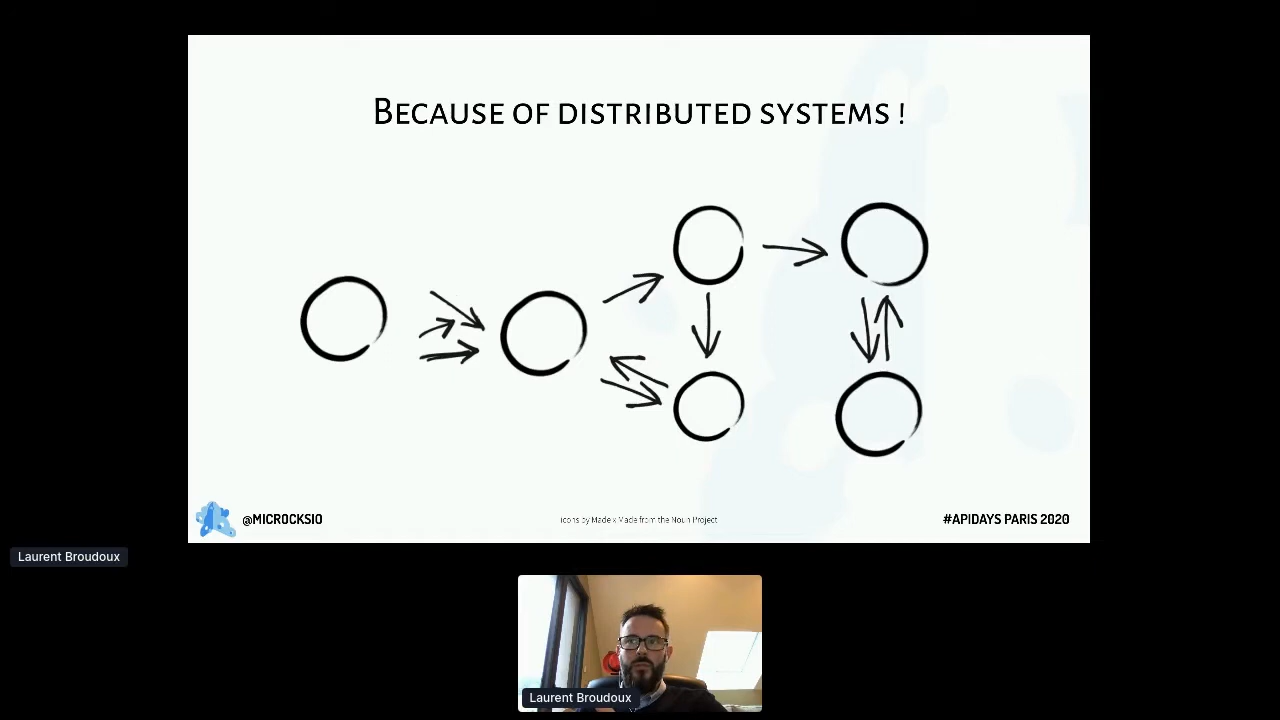 BECAUSE OF DISTRIBUTED SYSTEMS !
@MICROCKSIO
icons by Made x Made from the Noun Project
#APIDAYS PARIS 2020
Laurent Broudoux
Laurent Broudoux